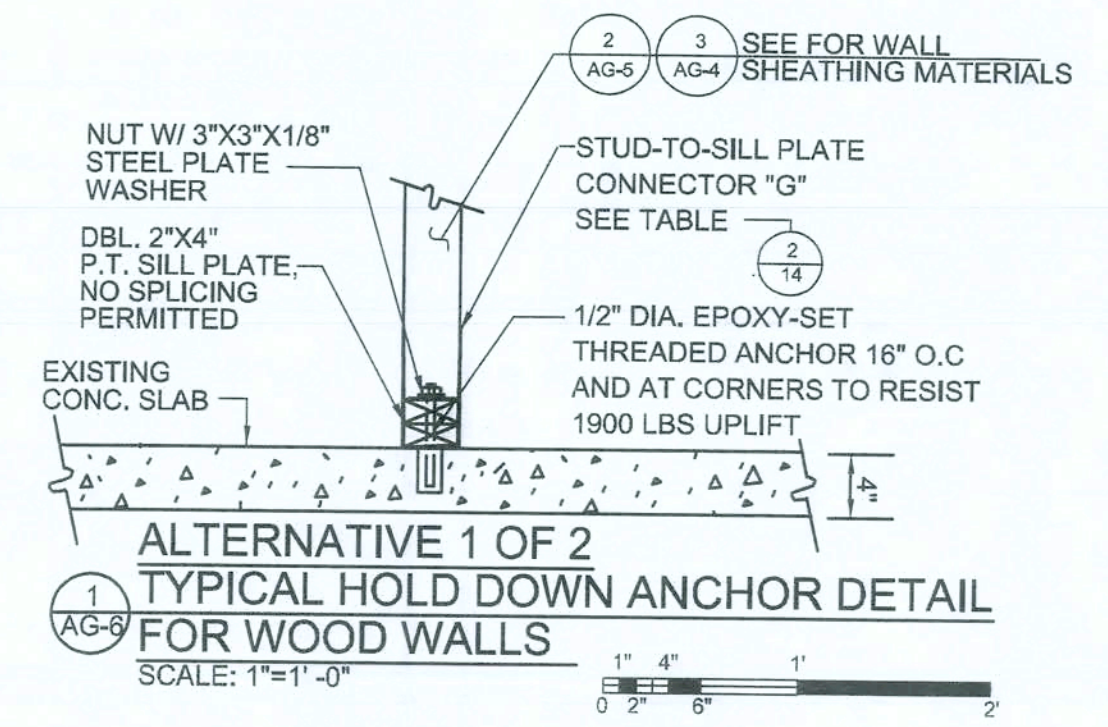 2
AG-5
3
AG-4
SEE FOR WALL
SHEATHING MATERIALS
NUT W/ 3"X3"X1/8"
STEEL PLATE
WASHER
STUD-TO-SILL PLATE
CONNECTOR "G"
SEE TABLE
2
14
DBL. 2"X4"
P.T. SILL PLATE,
NO SPLICING
PERMITTED
1/2" DIA. EPOXY-SET
THREADED ANCHOR 16" O.C
AND AT CORNERS TO RESIST
1900 LBS UPLIFT
EXISTING
CONC. SLAB
4"
ALTERNATIVE 1 OF 2
1
AG-6
TYPICAL HOLD DOWN ANCHOR DETAIL
FOR WOOD WALLS
SCALE: 1"=1' -0"
1" 4" 1'
0 2" 6" 2'